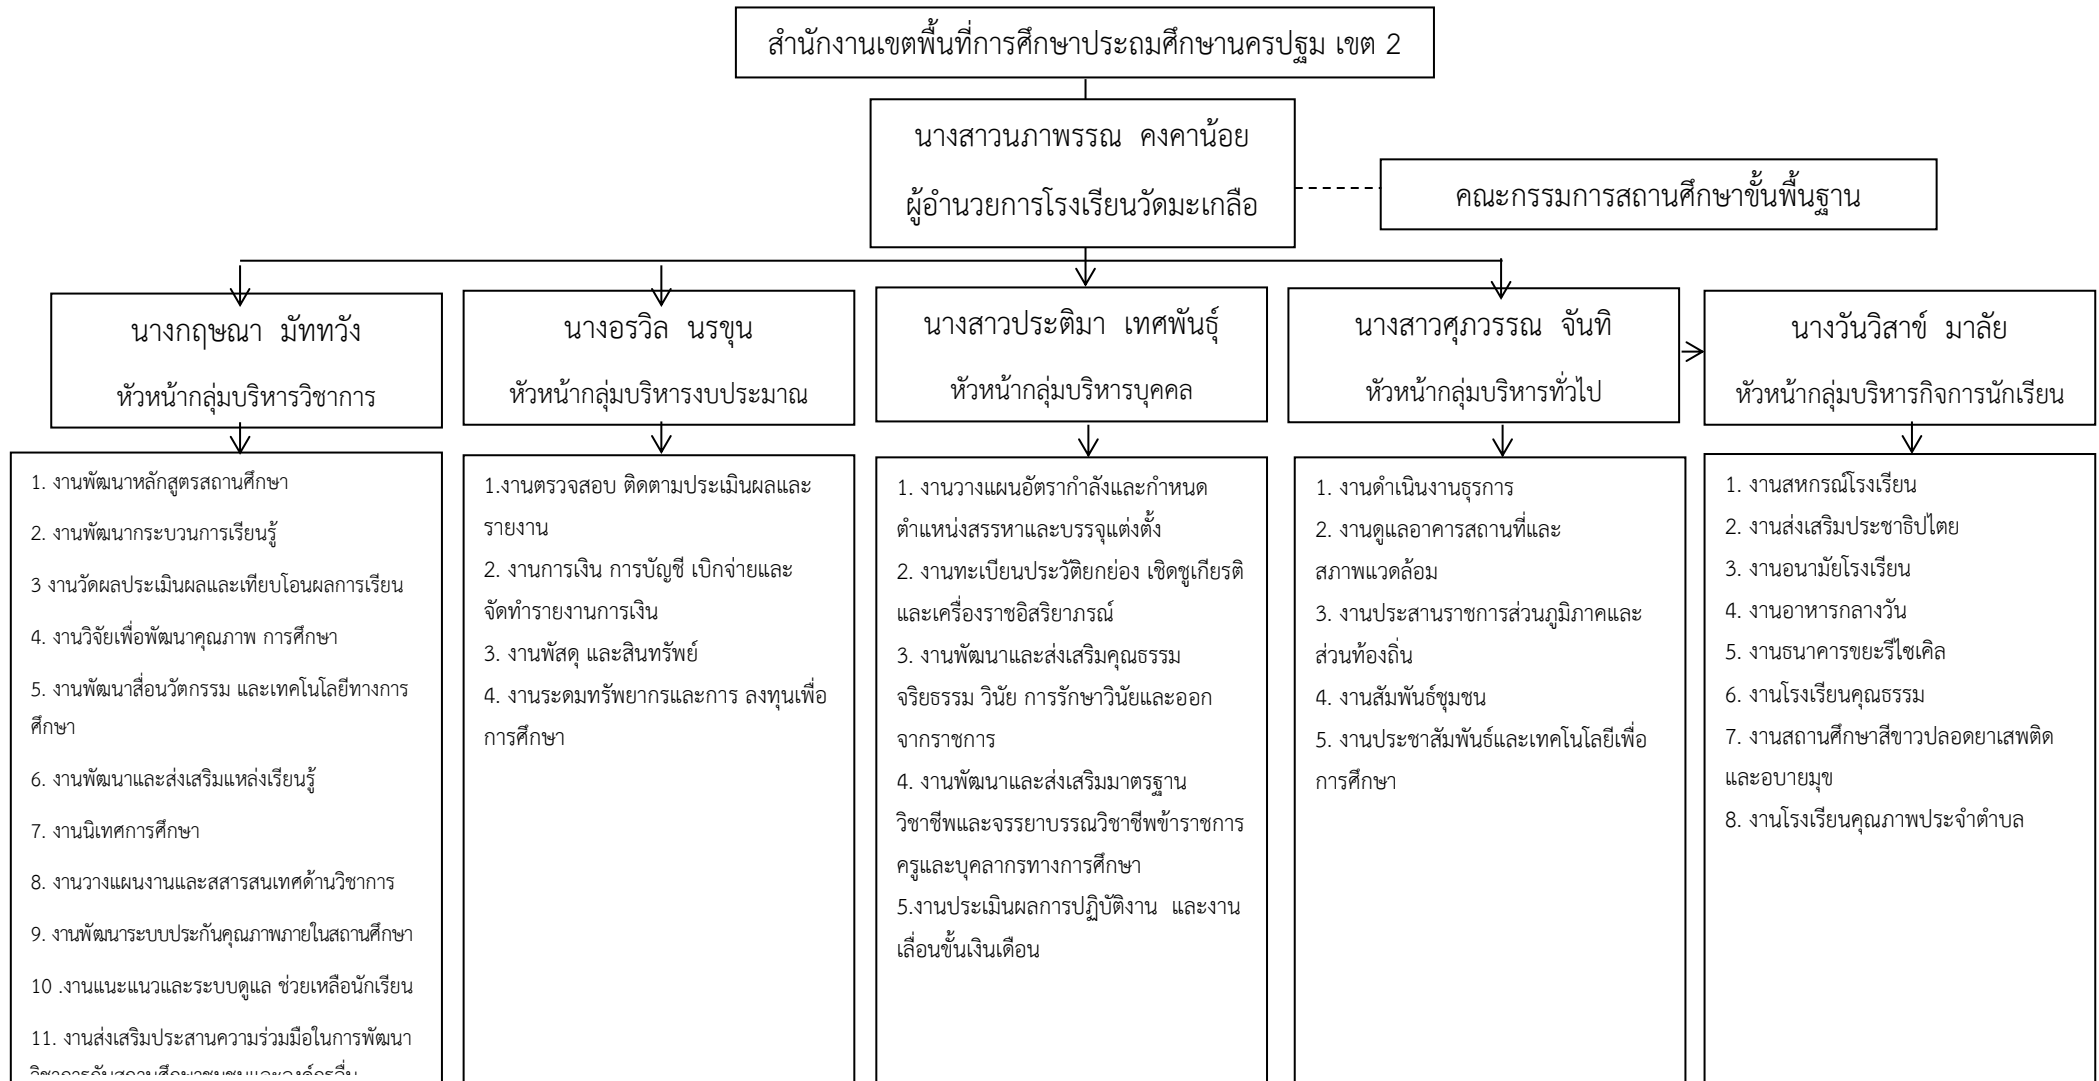 สำนักงานเขตพื้นที่การศึกษาประถมศึกษานครปฐม เขต 2
นางสาวนภาพรรณ คงคาน้อย
ผู้อำนวยการโรงเรียนวัดมะเกลือ
คณะกรรมการสถานศึกษาขั้นพื้นฐาน
นางกฤษณา มัททวัง
หัวหน้ากลุ่มบริหารวิชาการ
นางอรวิล นรขุน
หัวหน้ากลุ่มบริหารงบประมาณ
นางสาวประติมา เทศพันธุ์
หัวหน้ากลุ่มบริหารบุคคล
นางสาวศุภวรรณ จันทิ
หัวหน้ากลุ่มบริหารทั่วไป
นางวันวิสาข์ มาลัย
หัวหน้ากลุ่มบริหารกิจการนักเรียน
1. งานพัฒนาหลักสูตรสถานศึกษา
2. งานพัฒนากระบวนการเรียนรู้
3 งานวัดผลประเมินผลและเทียบโอนผลการเรียน
4. งานวิจัยเพื่อพัฒนาคุณภาพ การศึกษา
5. งานพัฒนาสื่อนวัตกรรม และเทคโนโลยีทางการ
ศึกษา
6. งานพัฒนาและส่งเสริมแหล่งเรียนรู้
7. งานนิเทศการศึกษา
8. งานวางแผนงานและสสารสนเทศด้านวิชาการ
9. งานพัฒนาระบบประกันคุณภาพภายในสถานศึกษา
10 .งานแนะแนวและระบบดูแล ช่วยเหลือนักเรียน
11. งานส่งเสริมประสานความร่วมมือในการพัฒนา
วิชาการกับสถานศึกษาชุมชนและองค์กรอื่น
1.งานตรวจสอบ ติดตามประเมินผลและ
รายงาน
2. งานการเงิน การบัญชี เบิกจ่ายและ
จัดทำรายงานการเงิน
3. งานพัสดุ และสินทรัพย์
4. งานระดมทรัพยากรและการ ลงทุนเพื่อ
การศึกษา
1. งานวางแผนอัตรากำลังและกำหนด
ตำแหน่งสรรหาและบรรจุแต่งตั้ง
2. งานทะเบียนประวัติยกย่อง เชิดชูเกียรติ
และเครื่องราชอิสริยาภรณ์
3. งานพัฒนาและส่งเสริมคุณธรรม
จริยธรรม วินัย การรักษาวินัยและออก
จากราชการ
4. งานพัฒนาและส่งเสริมมาตรฐาน
วิชาชีพและจรรยาบรรณวิชาชีพข้าราชการ
ครูและบุคลากรทางการศึกษา
5.งานประเมินผลการปฏิบัติงาน และงาน
เลื่อนขั้นเงินเดือน
1. งานดำเนินงานธุรการ
2. งานดูแลอาคารสถานที่และ
สภาพแวดล้อม
3. งานประสานราชการส่วนภูมิภาคและ
ส่วนท้องถิ่น
4. งานสัมพันธ์ชุมชน
5. งานประชาสัมพันธ์และเทคโนโลยีเพื่อ
การศึกษา
1. งานสหกรณ์โรงเรียน
2. งานส่งเสริมประชาธิปไตย
3. งานอนามัยโรงเรียน
4. งานอาหารกลางวัน
5. งานธนาคารขยะรีไซเคิล
6. งานโรงเรียนคุณธรรม
7. งานสถานศึกษาสีขาวปลอดยาเสพติด
และอบายมุข
8. งานโรงเรียนคุณภาพประจำตำบล